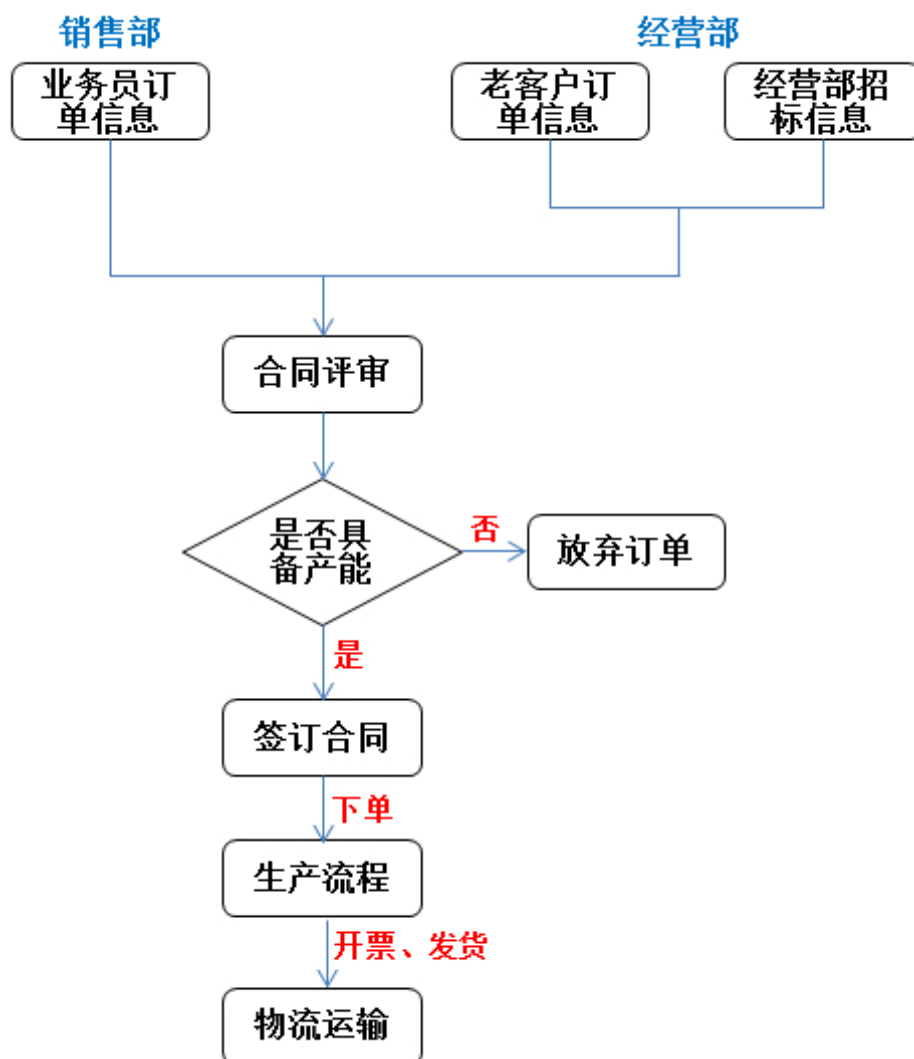 销售部
经营部
业务员订
单信息
老客户订
单信息
经营部招
标信息
合同评审
是否具
备产能
否
放弃订单
是
签订合同
下单
生产流程
开票、发货
物流运输